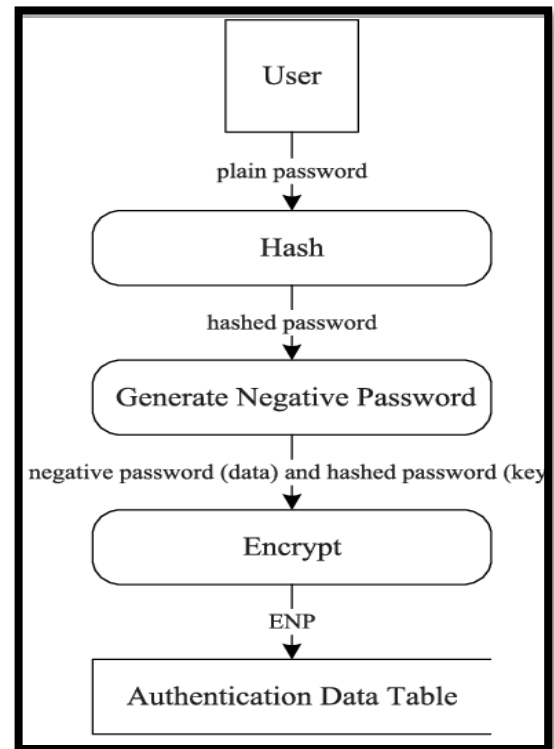 User
plain password
Hash
hashed password
Generate Negative Password
negative password (data) and hashed password (key
Encrypt
ENP
Authentication Data Table